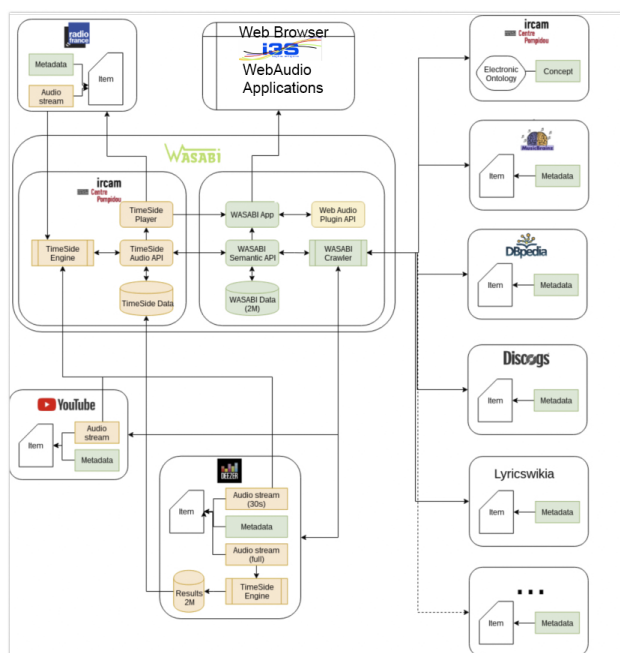 radio
france
Metadata
Item
Audio
stream
Web Browser
i3S
WebAudio
Applications
ircam
Centre
Pompidou
Electronic
Ontology
Concept
MusicBrainz
Item
Metadata
DBpedia
Item
Metadata
Discogs
Item
Metadata
Lyricswikia
Item
Metadata
...
Item
Metadata
WASABI
ircam
Centre
Pompidou
TimeSide
Player
TimeSide
Engine
TimeSide
Audio API
TimeSide Data
WASABI App
Web Audio
Plugin API
WASABI
Semantic API
WASABI
Crawler
WASABI Data
(2M)
YouTube
Item
Audio
stream
Metadata
DEEZER
Item
Audio stream
(30s)
Metadata
Audio stream
(full)
Results
2M
TimeSide
Engine